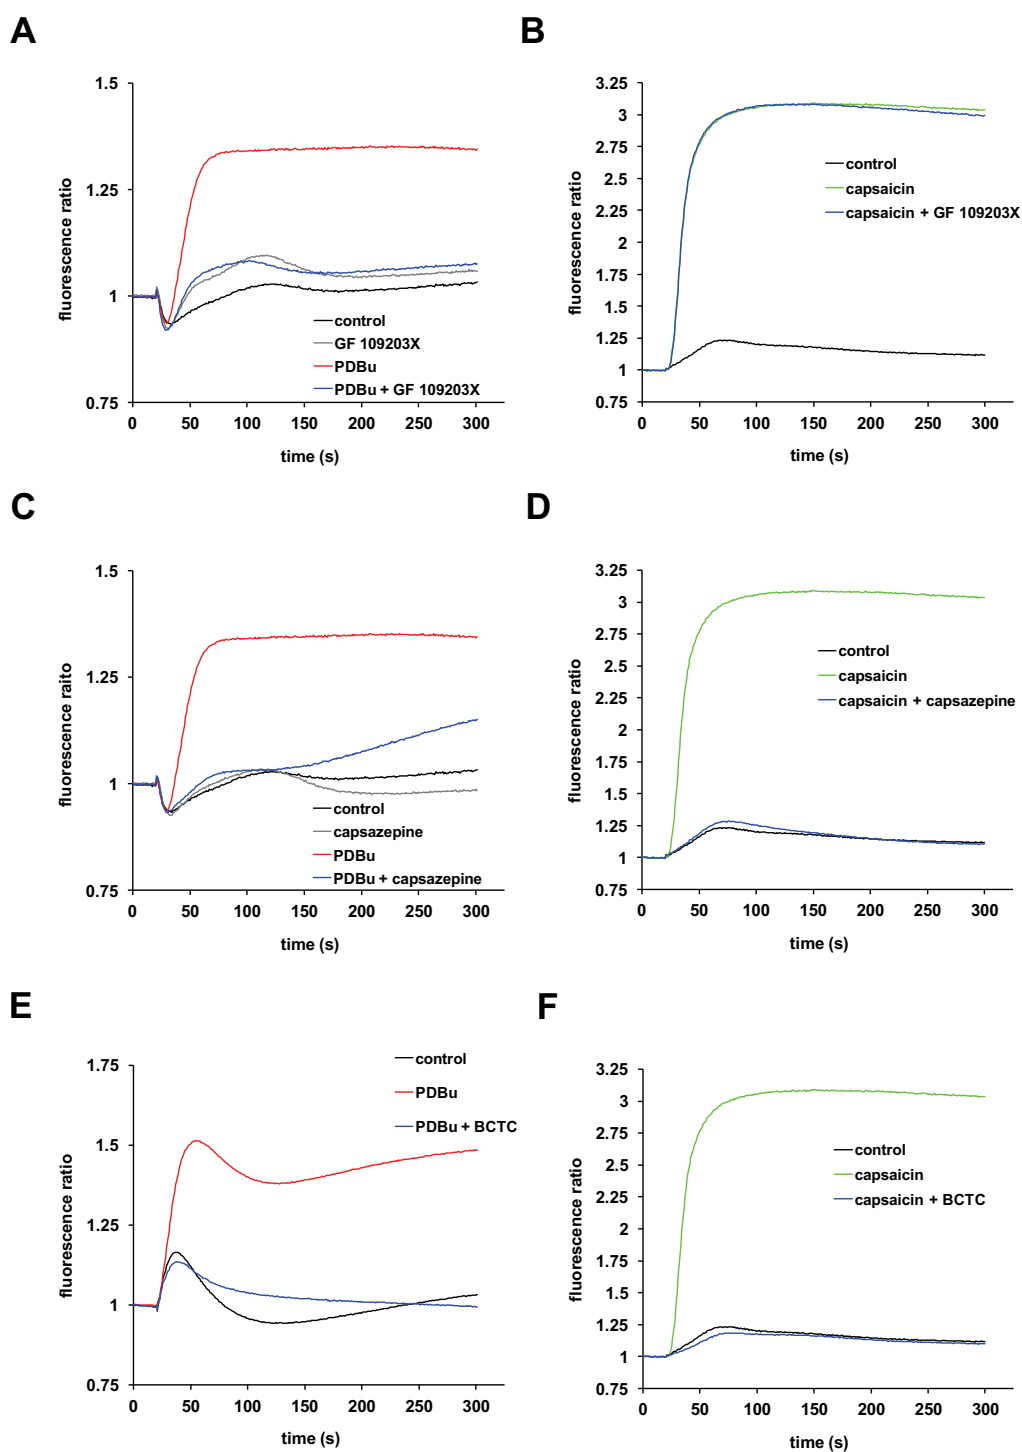 A
1.5
1.25
1
0.75
fluorescence ratio
0 50 100 150 200 250 300
time (s)
control
GF 109203X
PDBu
PDBu + GF 109203X
B
3.25
3
2.75
2.5
2.25
2
1.75
1.5
1.25
1
0.75
fluorescence ratio
0 50 100 150 200 250 300
time (s)
control
capsaicin
capsaicin + GF 109203X
C
1.5
1.25
1
0.75
fluorescence raito
0 50 100 150 200 250 300
time (s)
control
capsazepine
PDBu
PDBu + capsazepine
D
3.25
3
2.75
2.5
2.25
2
1.75
1.5
1.25
1
0.75
fluorescence ratio
0 50 100 150 200 250 300
time (s)
control
capsaicin
capsaicin + capsazepine
E
1.75
1.5
1.25
1
0.75
fluorescence ratio
0 50 100 150 200 250 300
time (s)
control
PDBu
PDBu + BCTC
F
3.25
3
2.75
2.5
2.25
2
1.75
1.5
1.25
1
0.75
fluorescence ratio
0 50 100 150 200 250 300
time (s)
control
capsaicin
capsaicin + BCTC